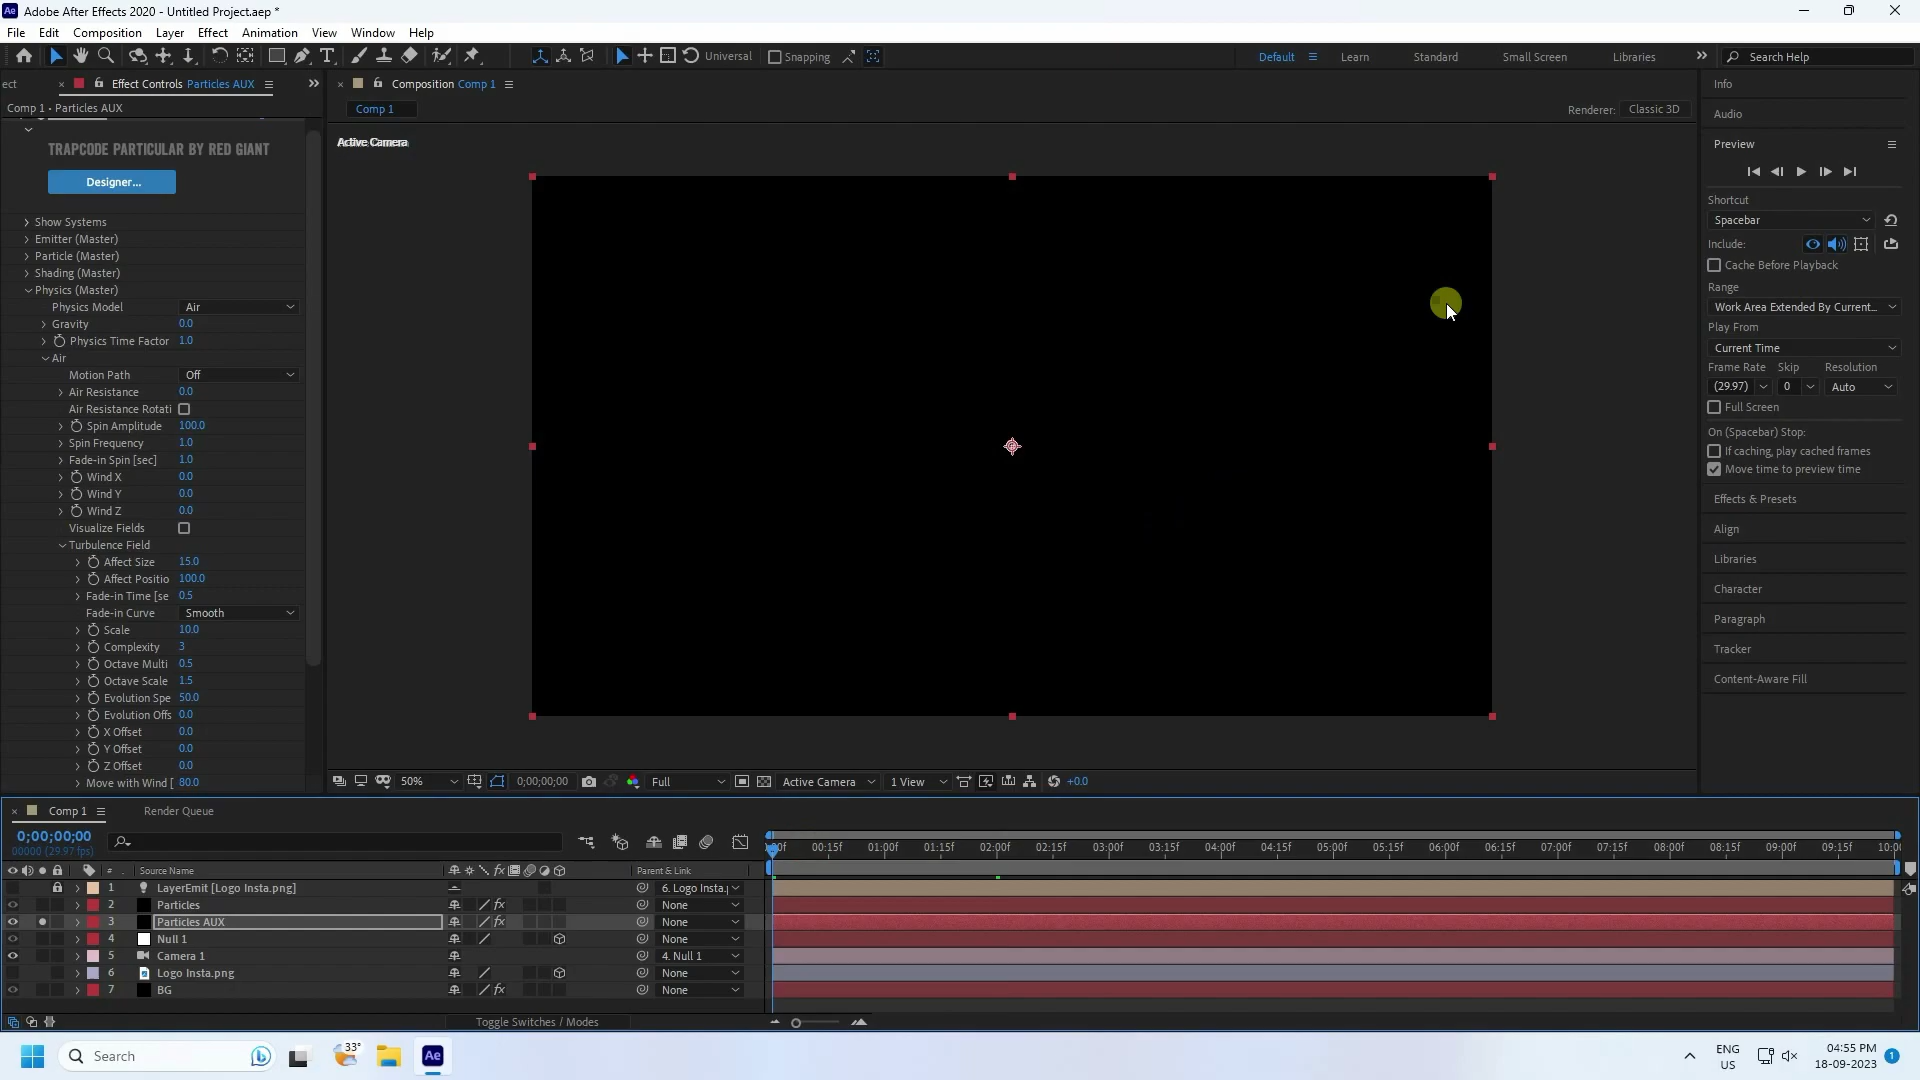 Adobe After Effects 2020 - Untitled Project.aep *
File Edit Composition Layer Effect Animation View Window Help
Universal Snapping Default Learn Standard Small Screen Libraries Search Help
ect Effect Controls Particles AUX
Comp 1 • Particles AUX
TRAPCODE PARTICULAR BY RED GIANT
Designer...
Show Systems
Emitter (Master)
Particle (Master)
Shading (Master)
Physics (Master)
Physics Model Air
Gravity 0.0
Physics Time Factor 1.0
Air
Motion Path Off
Air Resistance 0.0
Air Resistance Rotati
Spin Amplitude 100.0
Spin Frequency 1.0
Fade-in Spin [sec] 1.0
Wind X 0.0
Wind Y 0.0
Wind Z 0.0
Visualize Fields
Turbulence Field
Affect Size 15.0
Affect Positio 100.0
Fade-in Time [se 0.5
Fade-in Curve Smooth
Scale 10.0
Complexity 3
Octave Multi 0.5
Octave Scale 1.5
Evolution Spe 50.0
Evolution Offs 0.0
X Offset 0.0
Y Offset 0.0
Z Offset 0.0
Move with Wind [ 80.0
Composition Comp 1
Comp 1
Renderer: Classic 3D
Active Camera
50% 0;00;00;00 Full Active Camera 1 View +0.0
Info
Audio
Preview
Shortcut
Spacebar
Include:
Cache Before Playback
Range
Work Area Extended By Current...
Play From
Current Time
Frame Rate Skip Resolution
(29.97) 0 Auto
Full Screen
On (Spacebar) Stop:
If caching, play cached frames
Move time to preview time
Effects & Presets
Align
Libraries
Character
Paragraph
Tracker
Content-Aware Fill
Comp 1 Render Queue
0;00;00;00
00000 (29.97 fps)
00f 00:15f 01:00f 01:15f 02:00f 02:15f 03:00f 03:15f 04:00f 04:15f 05:00f 05:15f 06:00f 06:15f 07:00f 07:15f 08:00f 08:15f 09:00f 09:15f 10:00
# Source Name Parent & Link
1 LayerEmit [Logo Insta.png] 6. Logo Insta.
2 Particles None
3 Particles AUX None
4 Null 1 None
5 Camera 1 4. Null 1
6 Logo Insta.png None
7 BG None
Toggle Switches / Modes
Search 33° Ae ENG US 04:55 PM 18-09-2023 1